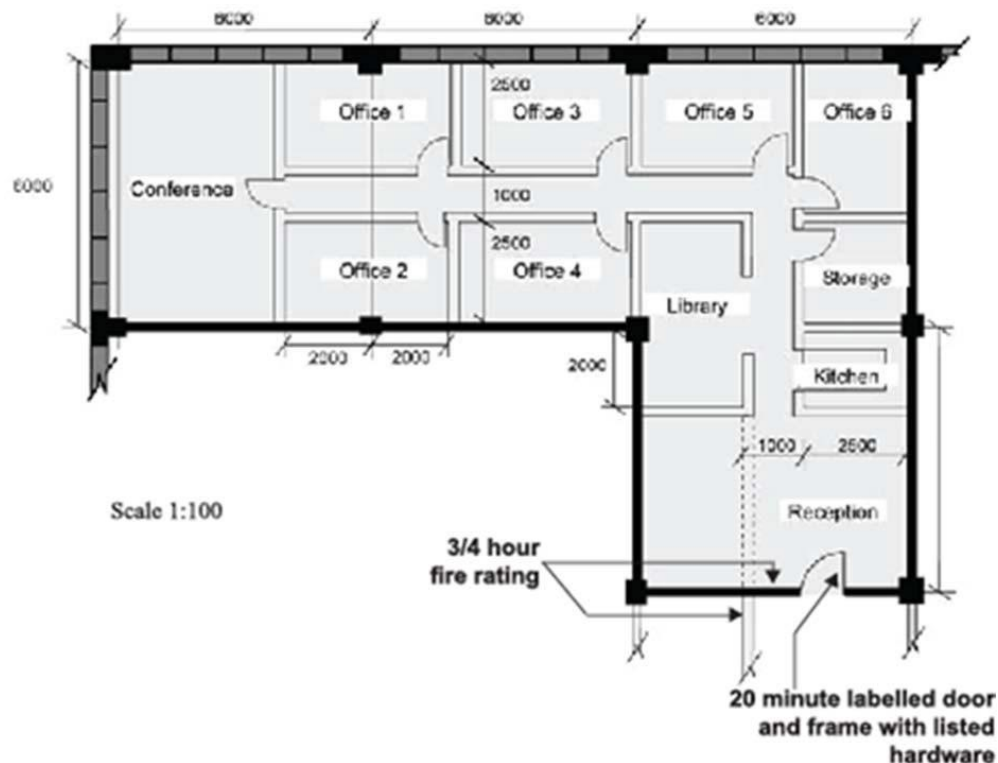 6000 6000 6000
2500
Office 1 Office 3 Office 5 Office 6
6000
Conference
1000
2500
Office 2 Office 4
Storage
Library
2000 2000
2000
Kitchen
1000 2500
Scale 1:100
Reception
3/4 hour
fire rating
20 minute labelled door
and frame with listed
hardware